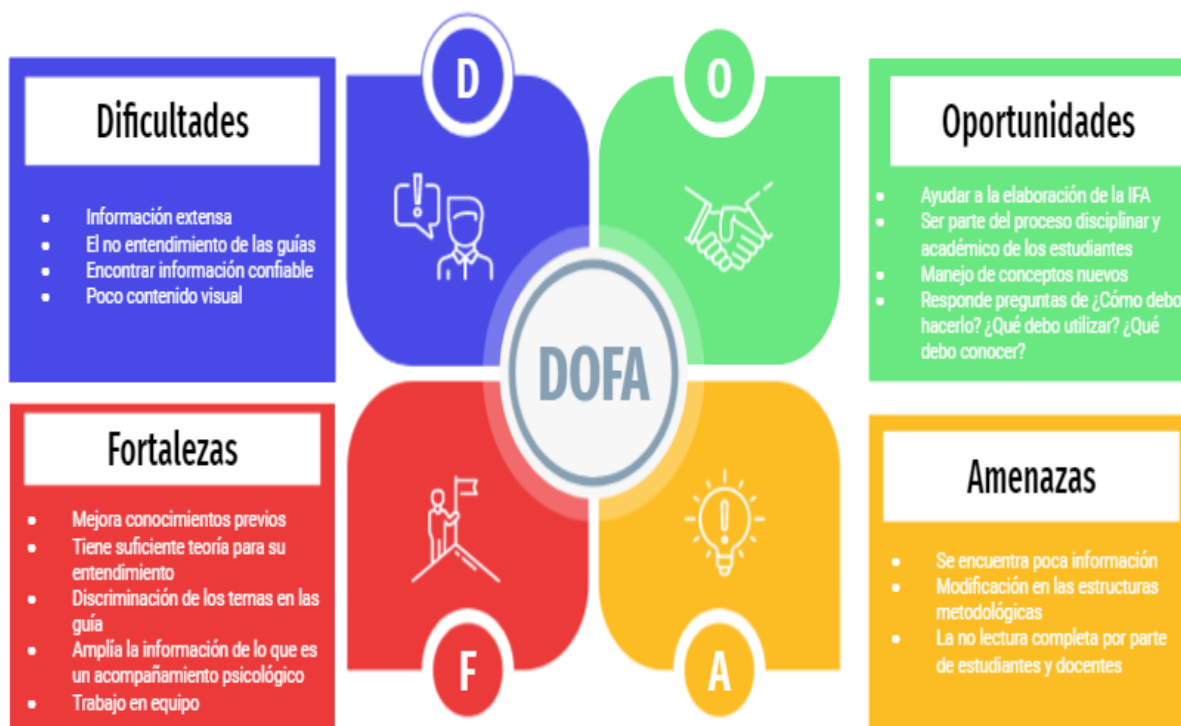 D
Dificultades
• Información extensa
• El no entendimiento de las guías
• Encontrar información confiable
• Poco contenido visual
O
Oportunidades
• Ayudar a la elaboración de la IFA
• Ser parte del proceso disciplinar y
académico de los estudiantes
• Manejo de conceptos nuevos
• Responde preguntas de ¿Cómo debo
hacerlo? ¿Qué debo utilizar? ¿Qué
debo conocer?
DOFA
Fortalezas
• Mejora conocimientos previos
• Tiene suficiente teoría para su
entendimiento
• Discriminación de los temas en las
guía
• Amplía la información de lo que es
un acompañamiento psicológico
• Trabajo en equipo
F
Amenazas
• Se encuentra poca información
• Modificación en las estructuras
metodológicas
• La no lectura completa por parte
de estudiantes y docentes
A